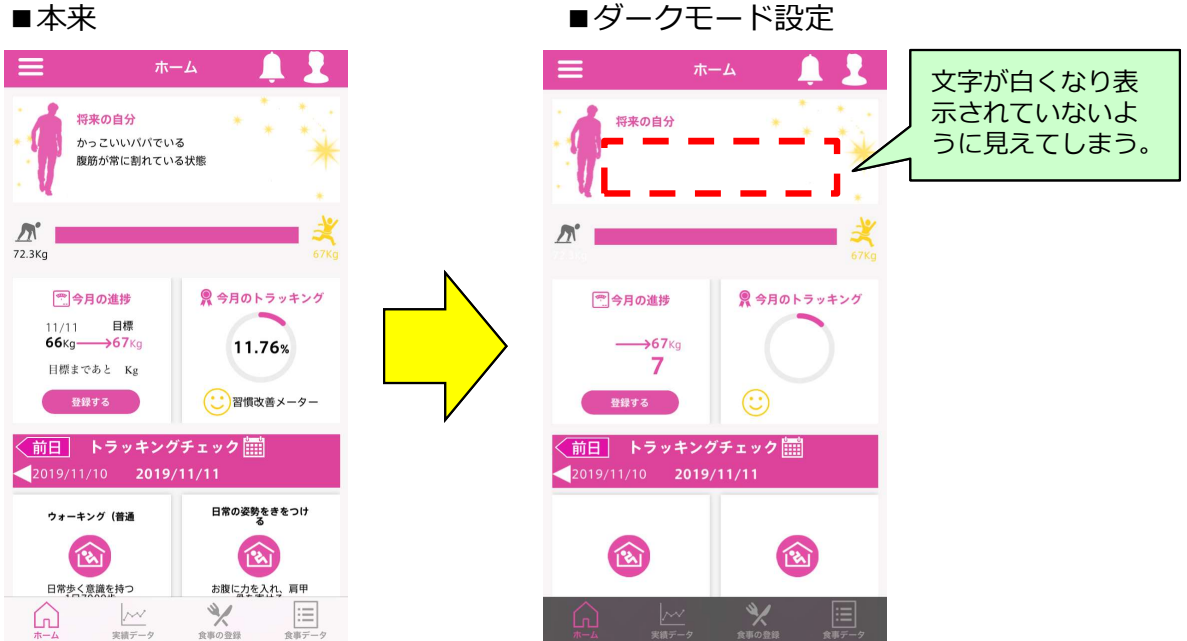 ■本来
ホーム
将来の自分
かっこいいパパでいる
腹筋が常に割れている状態
72.3Kg
67Kg
今月の進捗
11/11 目標
66Kg 67Kg
目標まであと Kg
登録する
今月のトラッキング
11.76%
習慣改善メーター
前日 トラッキングチェック
2019/11/10 2019/11/11
ウォーキング（普通
日常歩く意識を持つ
日常の姿勢をきをつけ
る
お腹に力を入れ、肩甲
ホーム
実績データ
食事の登録
食事データ
■ダークモード設定
ホーム
将来の自分
67Kg
今月の進捗
67Kg
7
登録する
今月のトラッキング
前日 トラッキングチェック
2019/11/10 2019/11/11
ホーム
実績データ
食事の登録
食事データ
文字が白くなり表
示されていないよ
うに見えてしまう。